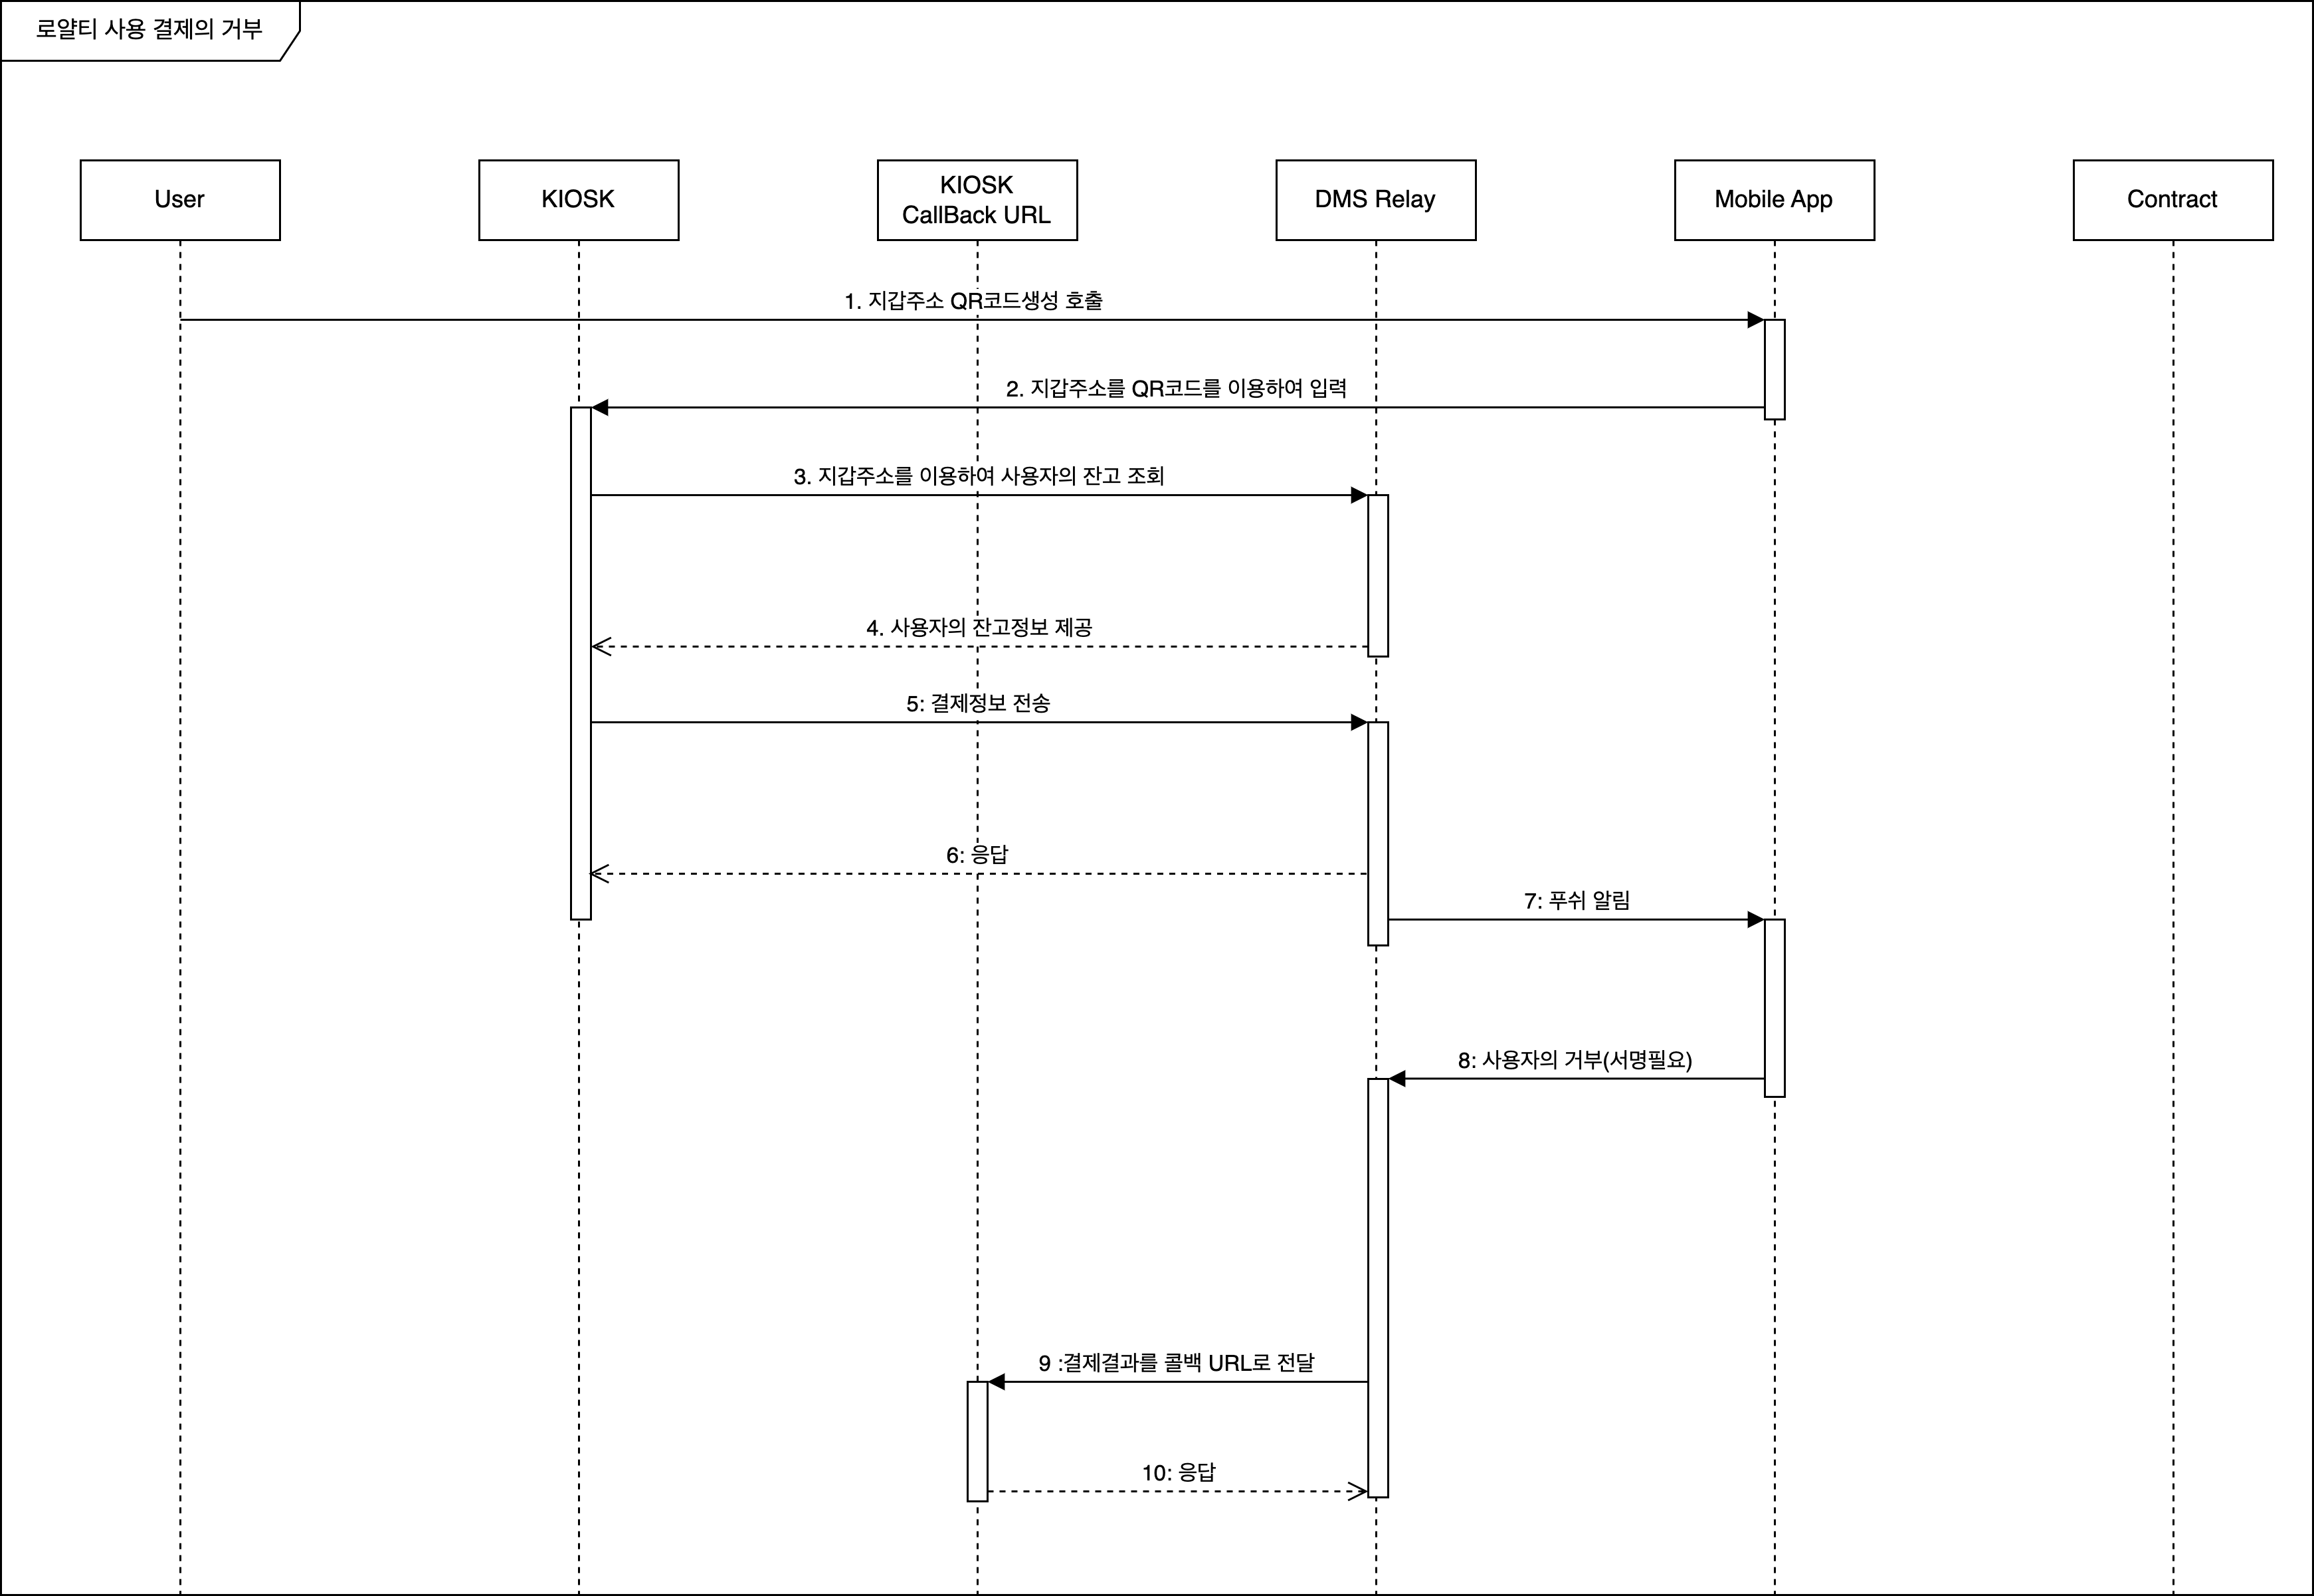 로얄티 사용 결제의 거부
User
KIOSK
KIOSK
CallBack URL
DMS Relay
Mobile App
Contract
1. 지갑주소 QR코드생성 호출
2. 지갑주소를 QR코드를 이용하여 입력
3. 지갑주소를 이용하여 사용자의 잔고 조회
4. 사용자의 잔고정보 제공
5: 결제정보 전송
6: 응답
7: 푸쉬 알림
8: 사용자의 거부(서명필요)
9 :결제결과를 콜백 URL로 전달
10: 응답